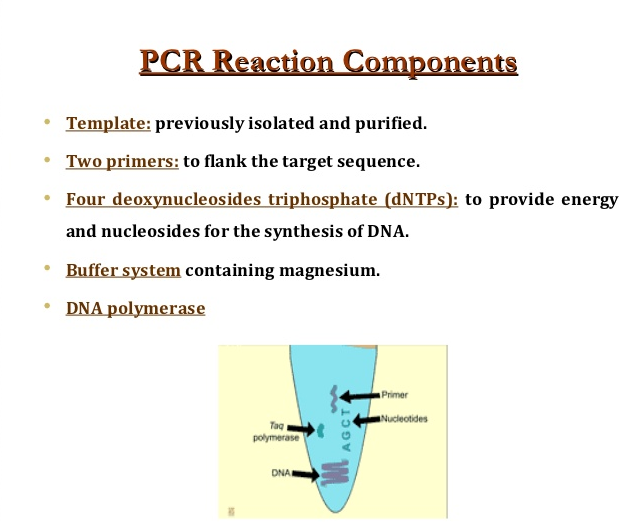 PCR Reaction Components
• Template: previously isolated and purified.
• Two primers: to flank the target sequence.
• Four deoxynucleosides triphosphate (dNTPs): to provide energy
and nucleosides for the synthesis of DNA.
• Buffer system containing magnesium.
• DNA polymerase
Primer
Nucleotides
AGCT
Taq
polymerase
DNA